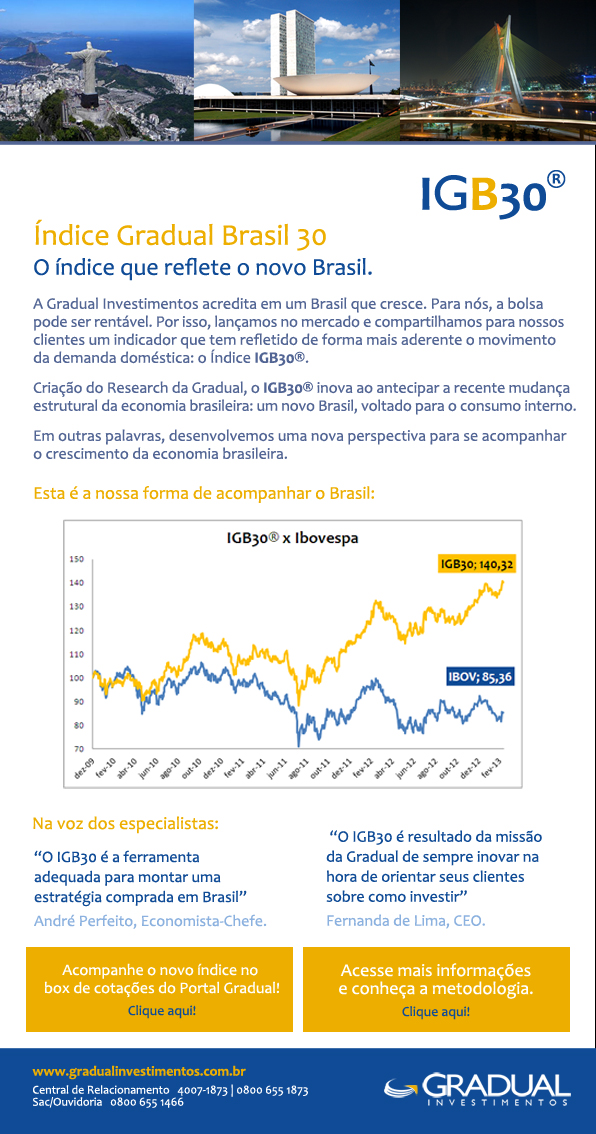 IGB30®
Índice Gradual Brasil 30
O índice que reflete o novo Brasil.
A Gradual Investimentos acredita em um Brasil que cresce. Para nós, a bolsa
pode ser rentável. Por isso, lançamos no mercado e compartilhamos para nossos
clientes um indicador que tem refletido de forma mais aderente o movimento
da demanda doméstica: o Índice IGB30®.
Criação do Research da Gradual, o IGB30® inova ao antecipar a recente mudança
estrutural da economia brasileira: um novo Brasil, voltado para o consumo interno.
Em outras palavras, desenvolvemos uma nova perspectiva para se acompanhar
o crescimento da economia brasileira.
Esta é a nossa forma de acompanhar o Brasil:
IGB30® x Ibovespa
150
140
130
120
110
100
90
80
70
IGB30; 140,32
IBOV; 85,36
dez-09
fev-10
abr-10
jun-10
ago-10
out-10
dez-10
fev-11
abr-11
jun-11
ago-11
out-11
dez-11
fev-12
abr-12
jun-12
ago-12
out-12
dez-12
fev-13
Na voz dos especialistas:
“O IGB30 é a ferramenta
adequada para montar uma
estratégia comprada em Brasil”
André Perfeito, Economista-Chefe.
“O IGB30 é resultado da missão
da Gradual de sempre inovar na
hora de orientar seus clientes
sobre como investir”
Fernanda de Lima, CEO.
Acompanhe o novo índice no
box de cotações do Portal Gradual!
Clique aqui!
Acesse mais informações
e conheça a metodologia.
Clique aqui!
www.gradualinvestimentos.com.br
Central de Relacionamento 4007-1873 | 0800 655 1873
Sac/Ouvidoria 0800 655 1466
GRADUAL
INVESTIMENTOS